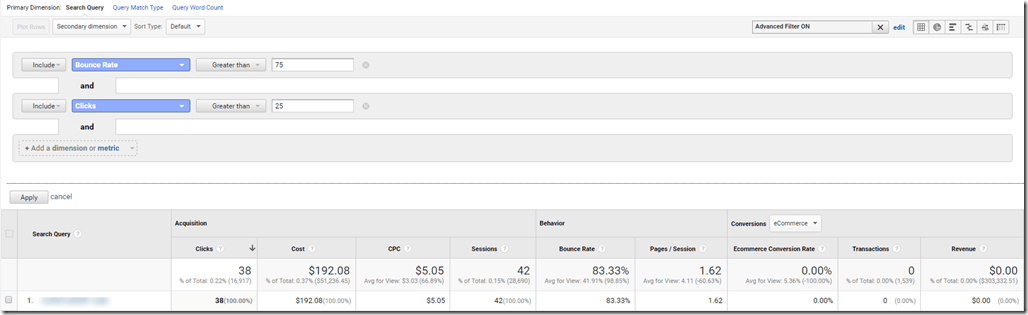 Primary Dimension: Search Query Query Match Type Query Word Count
Plot Rows Secondary dimension Sort Type: Default Advanced Filter ON edit
Include Bounce Rate Greater than 75
and
Include Clicks Greater than 25
and
+ Add a dimension or metric
Apply cancel
Search Query Acquisition Behavior Conversions eCommerce
Clicks Cost CPC Sessions Bounce Rate Pages / Session Ecommerce Conversion Rate Transactions Revenue
38 $192.08 $5.05 42 83.33% 1.62 0.00% 0 $0.00
% of Total: 0.22% (16,917) % of Total: 0.37% ($51,236.45) Avg for View: $3.03 (66.89%) % of Total: 0.15% (28,690) Avg for View: 41.91% (98.85%) Avg for View: 4.11 (-60.63%) Avg for View: 5.36% (-100.00%) % of Total: 0.00% (1,539) % of Total: 0.00% ($303,332.51)
1. 38(100.00%) $192.08(100.00%) $5.05 42(100.00%) 83.33% 1.62 0.00% 0 (0.00%) $0.00 (0.00%)